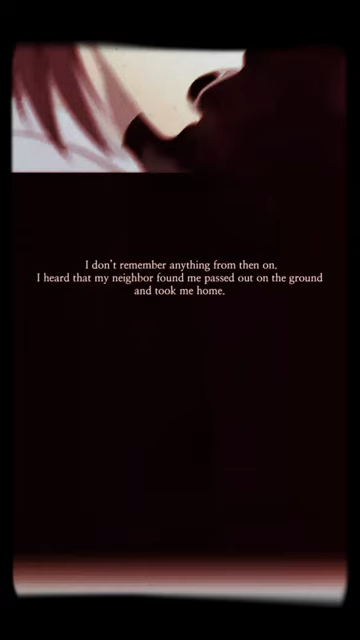 I don't remember anything from then on.
I heard that my neighbor found me passed out on the ground
and took me home.